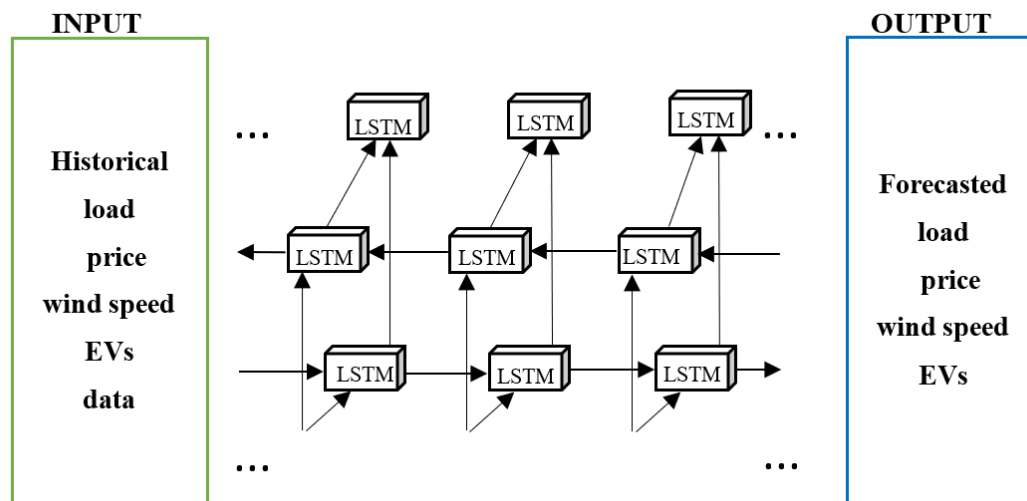 INPUT
Historical
load
price
wind speed
EVs
data
...
LSTM
LSTM
LSTM
...
LSTM
LSTM
LSTM
LSTM
LSTM
LSTM
...
...
OUTPUT
Forecasted
load
price
wind speed
EVs